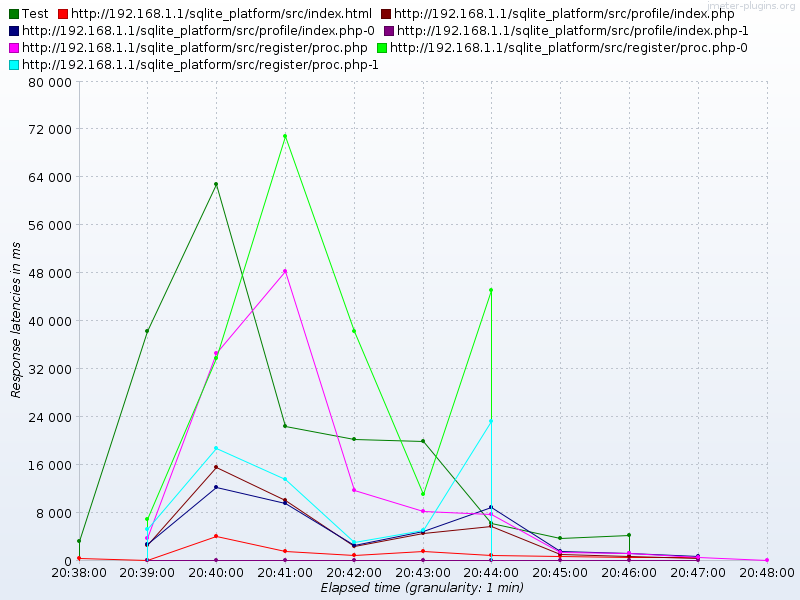 jmeter-plugins.org
Test http://192.168.1.1/sqlite_platform/src/index.html http://192.168.1.1/sqlite_platform/src/profile/index.php
http://192.168.1.1/sqlite_platform/src/profile/index.php-0 http://192.168.1.1/sqlite_platform/src/profile/index.php-1
http://192.168.1.1/sqlite_platform/src/register/proc.php http://192.168.1.1/sqlite_platform/src/register/proc.php-0
http://192.168.1.1/sqlite_platform/src/register/proc.php-1
80 000
72 000
64 000
56 000
48 000
40 000
32 000
24 000
16 000
8 000
0
Response latencies in ms
20:38:00 20:39:00 20:40:00 20:41:00 20:42:00 20:43:00 20:44:00 20:45:00 20:46:00 20:47:00 20:48:00
Elapsed time (granularity: 1 min)